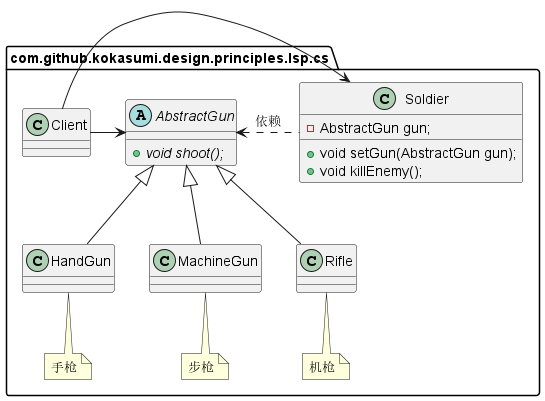 com.github.kokasumi.design.principles.lsp.cs
C Client
A AbstractGun
void shoot();
依赖
C Soldier
AbstractGun gun;
void setGun(AbstractGun gun);
void killEnemy();
C HandGun
C MachineGun
C Rifle
手枪
步枪
机枪